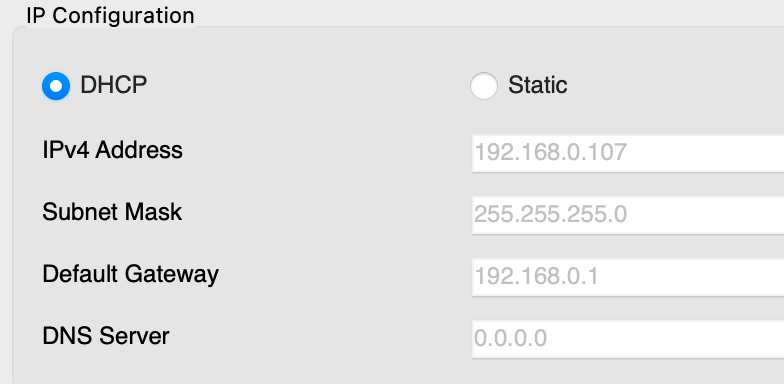 IP Configuration
DHCP Static
IPv4 Address 192.168.0.107
Subnet Mask 255.255.255.0
Default Gateway 192.168.0.1
DNS Server 0.0.0.0